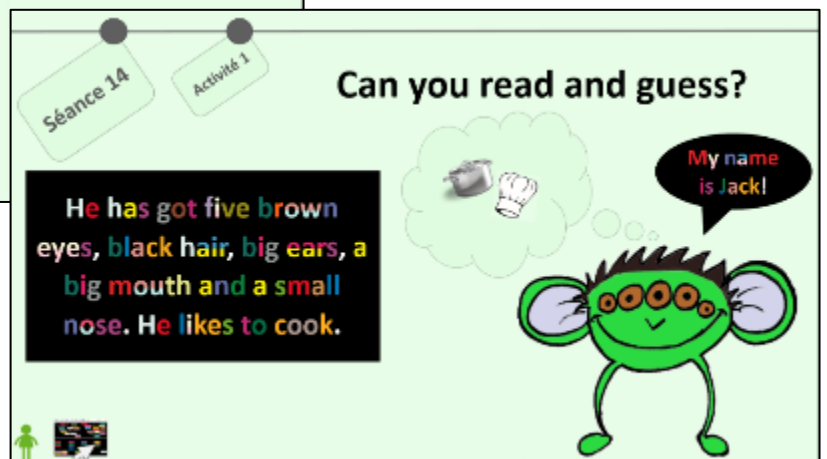 Séance 14
Activité 1
Can you read and guess?
My name
is Jack!
He has got five brown
eyes, black hair, big ears, a
big mouth and a small
nose. He likes to cook.